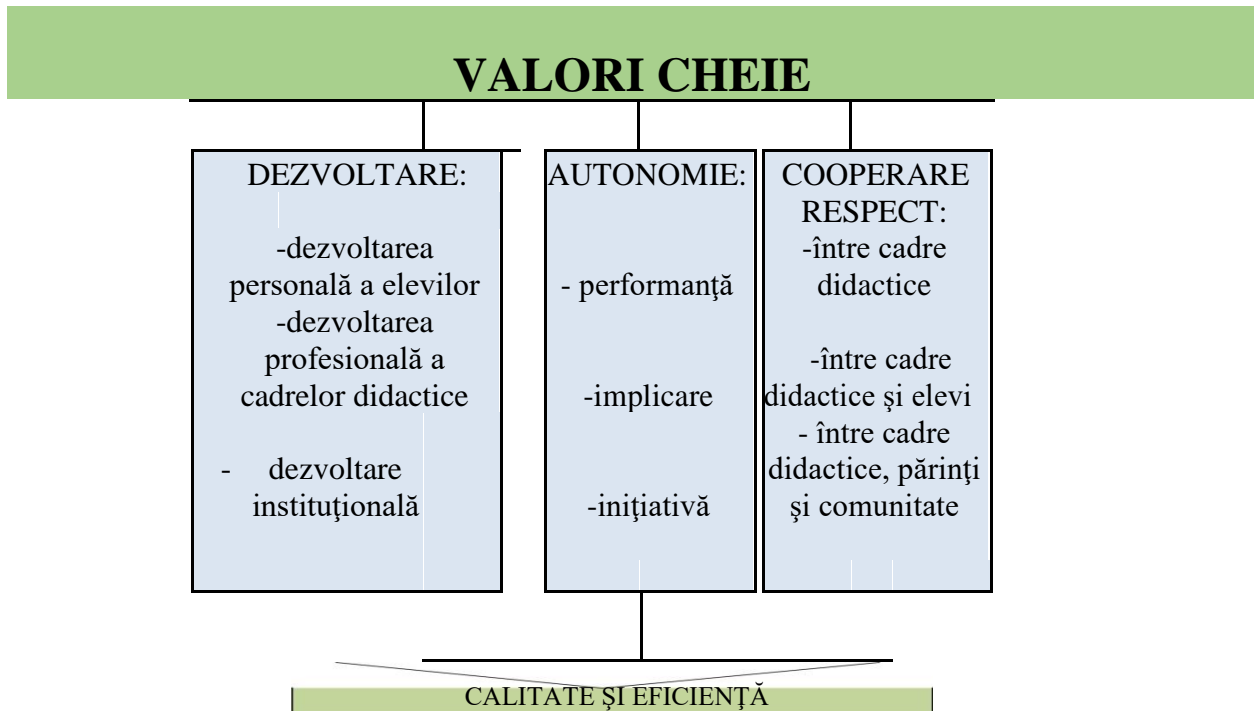 VALORI CHEIE
DEZVOLTARE:
-dezvoltarea
personală a elevilor
-dezvoltarea
profesională a
cadrelor didactice
- dezvoltare
instituţională
AUTONOMIE:
- performanţă
-implicare
-iniţiativă
COOPERARE
RESPECT:
-între cadre
didactice
-între cadre
didactice şi elevi
- între cadre
didactice, părinţi
şi comunitate
CALITATE ŞI EFICIENŢĂ